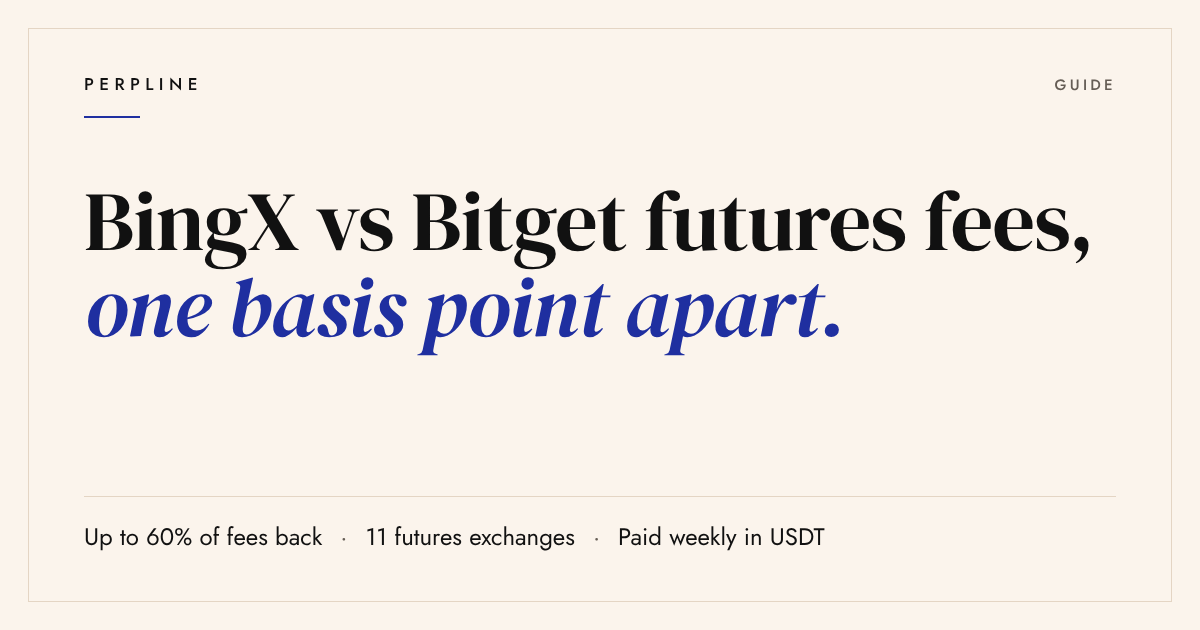 PERPLINE
GUIDE
BingX vs Bitget futures fees,
one basis point apart.
Up to 60% of fees back · 11 futures exchanges · Paid weekly in USDT